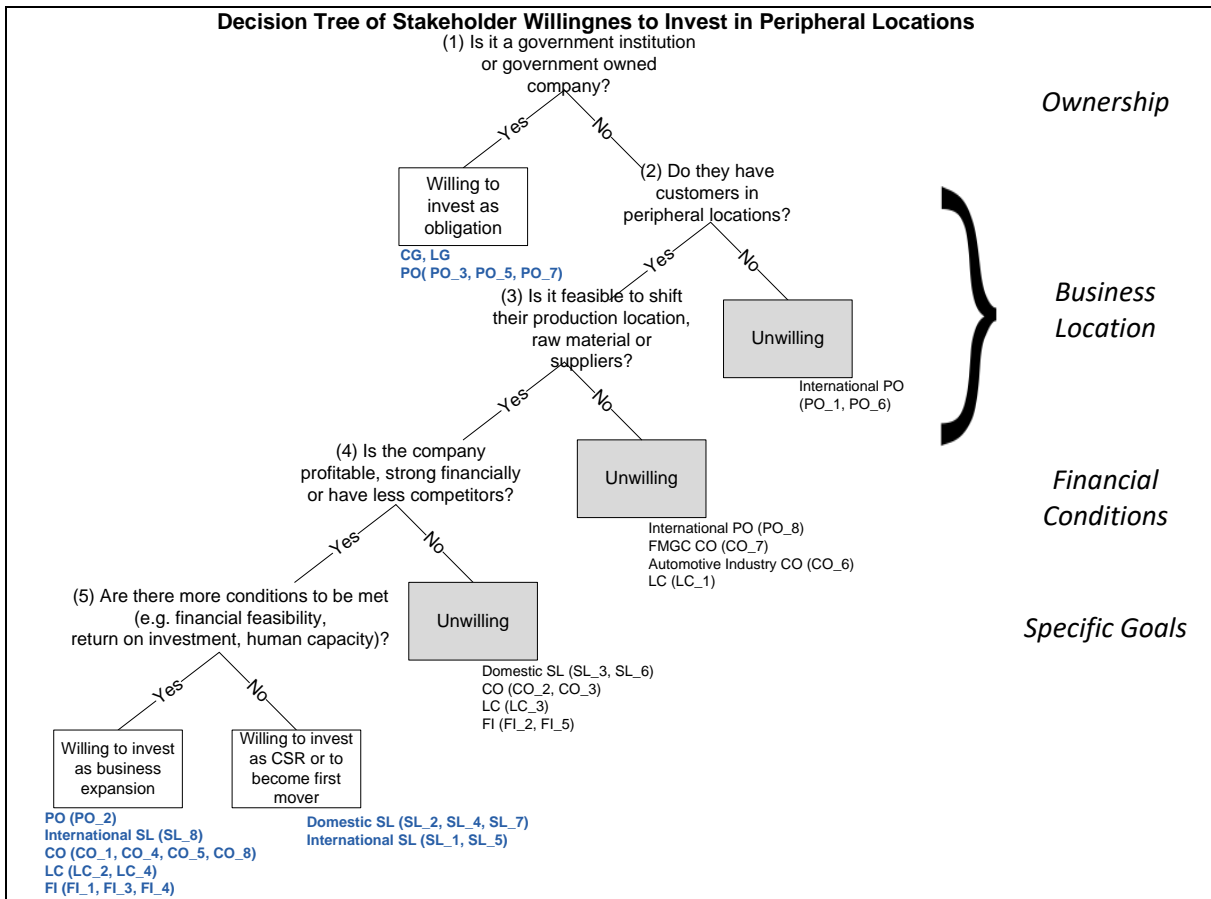 Decision Tree of Stakeholder Willingnes to Invest in Peripheral Locations
(1) Is it a government institution
or government owned
company?
Ownership
Yes
No
Willing to
invest as
obligation
CG, LG
PO( PO_3, PO_5, PO_7)
(2) Do they have
customers in
peripheral locations?
Yes
No
Business
Location
(3) Is it feasible to shift
their production location,
raw material or
suppliers?
Unwilling
International PO
(PO_1, PO_6)
Yes
No
(4) Is the company
profitable, strong financially
or have less competitors?
Unwilling
International PO (PO_8)
FMGC CO (CO_7)
Automotive Industry CO (CO_6)
LC (LC_1)
Financial
Conditions
Yes
No
(5) Are there more conditions to be met
(e.g. financial feasibility,
return on investment, human capacity)?
Unwilling
Domestic SL (SL_3, SL_6)
CO (CO_2, CO_3)
LC (LC_3)
FI (FI_2, FI_5)
Specific Goals
Yes
No
Willing to invest
as business
expansion
PO (PO_2)
International SL (SL_8)
CO (CO_1, CO_4, CO_5, CO_8)
LC (LC_2, LC_4)
FI (FI_1, FI_3, FI_4)
Willing to invest
as CSR or to
become first
mover
Domestic SL (SL_2, SL_4, SL_7)
International SL (SL_1, SL_5)